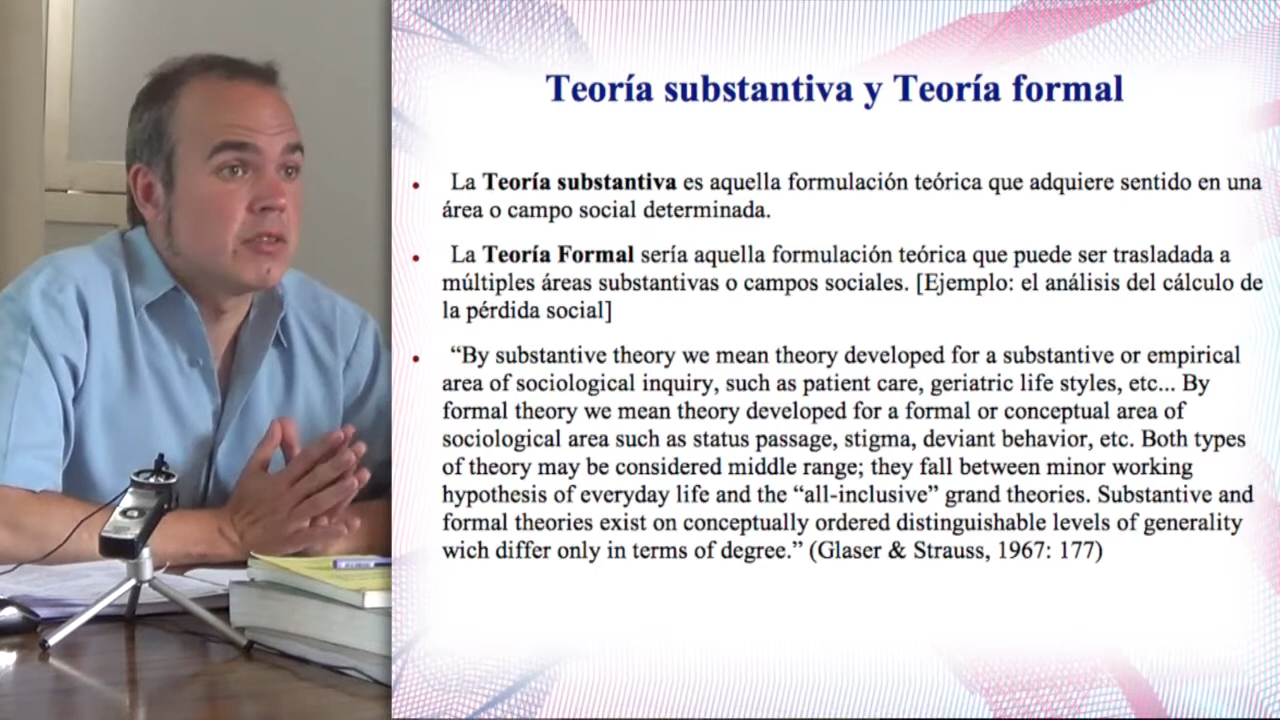 Teoría substantiva y Teoría formal
La Teoría substantiva es aquella formulación teórica que adquiere sentido en una
área o campo social determinada.
La Teoría Formal sería aquella formulación teórica que puede ser trasladada a
múltiples áreas substantivas o campos sociales. [Ejemplo: el análisis del cálculo de
la pérdida social]
“By substantive theory we mean theory developed for a substantive or empirical
area of sociological inquiry, such as patient care, geriatric life styles, etc... By
formal theory we mean theory developed for a formal or conceptual area of
sociological area such as status passage, stigma, deviant behavior, etc. Both types
of theory may be considered middle range; they fall between minor working
hypothesis of everyday life and the “all-inclusive” grand theories. Substantive and
formal theories exist on conceptually ordered distinguishable levels of generality
wich differ only in terms of degree.” (Glaser & Strauss, 1967: 177)